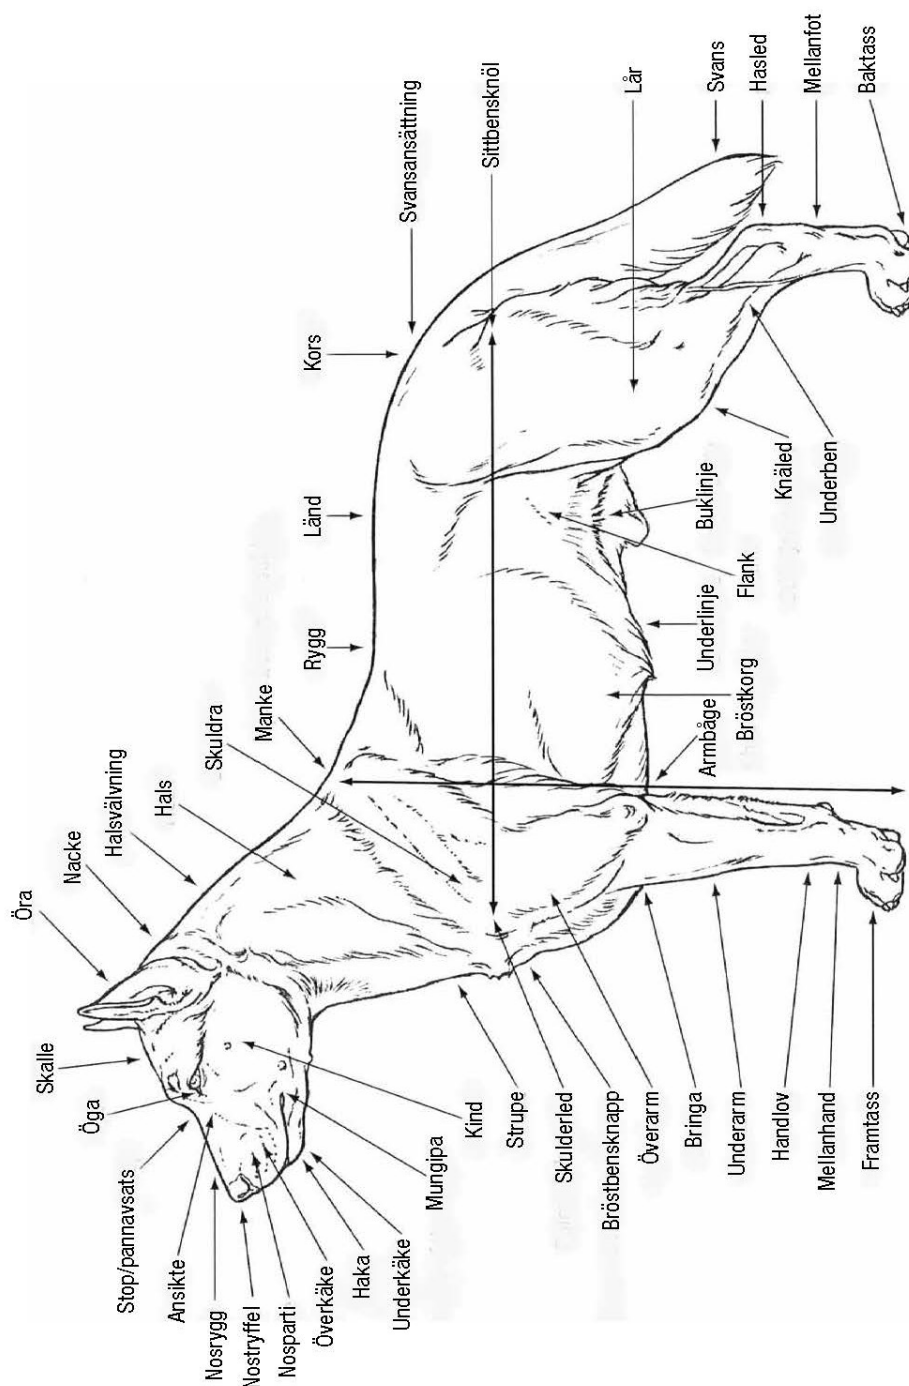 Öra
Nacke
Halsvälvning
Hals
Skuldra
Manke
Rygg
Länd
Kors
Svansansättning
Sittbensknöl
Lår
Svans
Hasled
Mellanfot
Baktass
Skalle
Öga
Stop/pannavsats
Ansikte
Nosrygg
Nostryffel
Nosparti
Överkäke
Haka
Underkäke
Mungipa
Kind
Strupe
Skulderled
Bröstbensknapp
Överarm
Bringa
Underarm
Handlov
Mellanhand
Framtass
Armbåge
Bröstkorg
Underlinje
Flank
Buklinje
Knäled
Underben